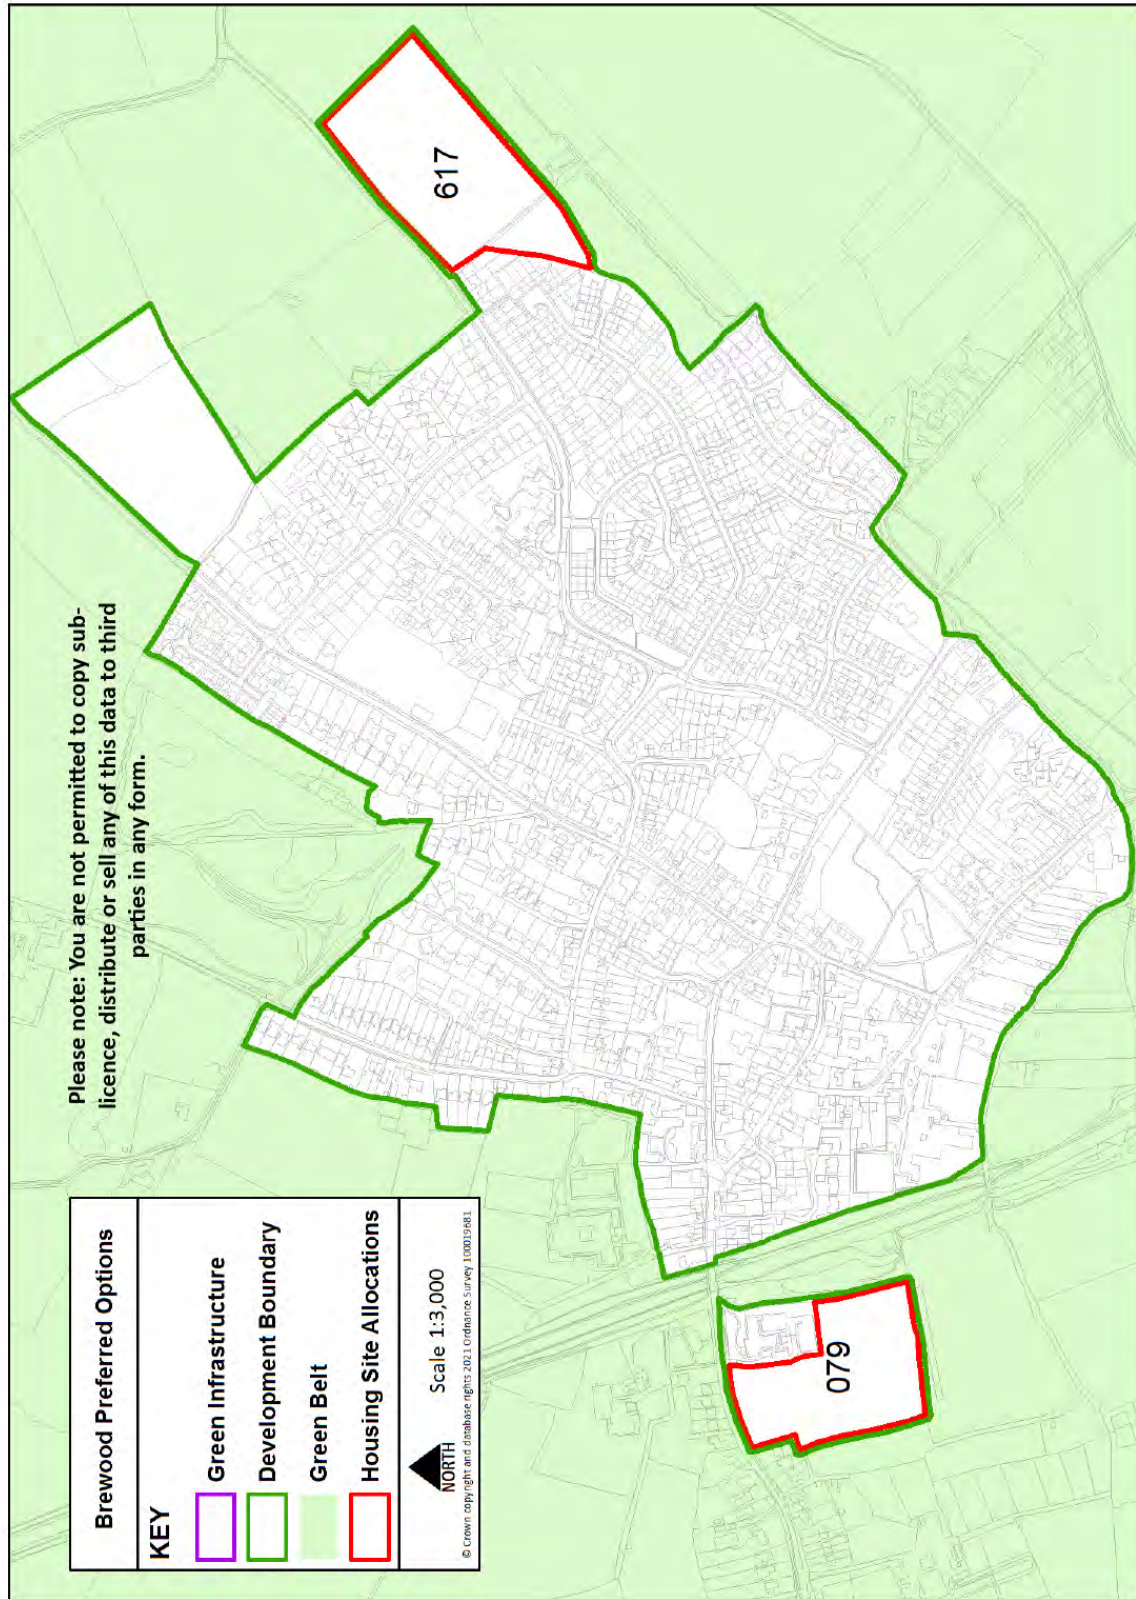 Please note: You are not permitted to copy sub-
licence, distribute or sell any of this data to third
parties in any form.
617
079
Brewood Preferred Options
KEY
Green Infrastructure
Development Boundary
Green Belt
Housing Site Allocations
NORTH
Scale 1:3,000
© Crown copyright and database rights 2021 Ordnance Survey 100019681